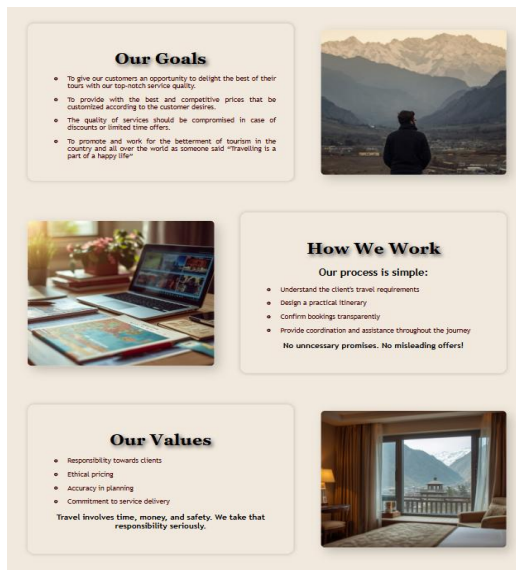 Our Goals
To give our customers an opportunity to delight the best of their
tours with our top-notch service quality.
To provide with the best and competitive prices that be
customized according to the customer desires.
The quality of services should be compromised in case of
discounts or limited time offers.
To promote and work for the betterment of tourism in the
country and all over the world as someone said “Travelling is a
part of a happy life”
How We Work
Our process is simple:
Understand the client's travel requirements
Design a practical itinerary
Confirm bookings transparently
Provide coordination and assistance throughout the journey
No unncessary promises. No misleading offers!
Our Values
Responsibility towards clients
Ethical pricing
Accuracy in planning
Commitment to service delivery
Travel involves time, money, and safety. We take that
responsibility seriously.